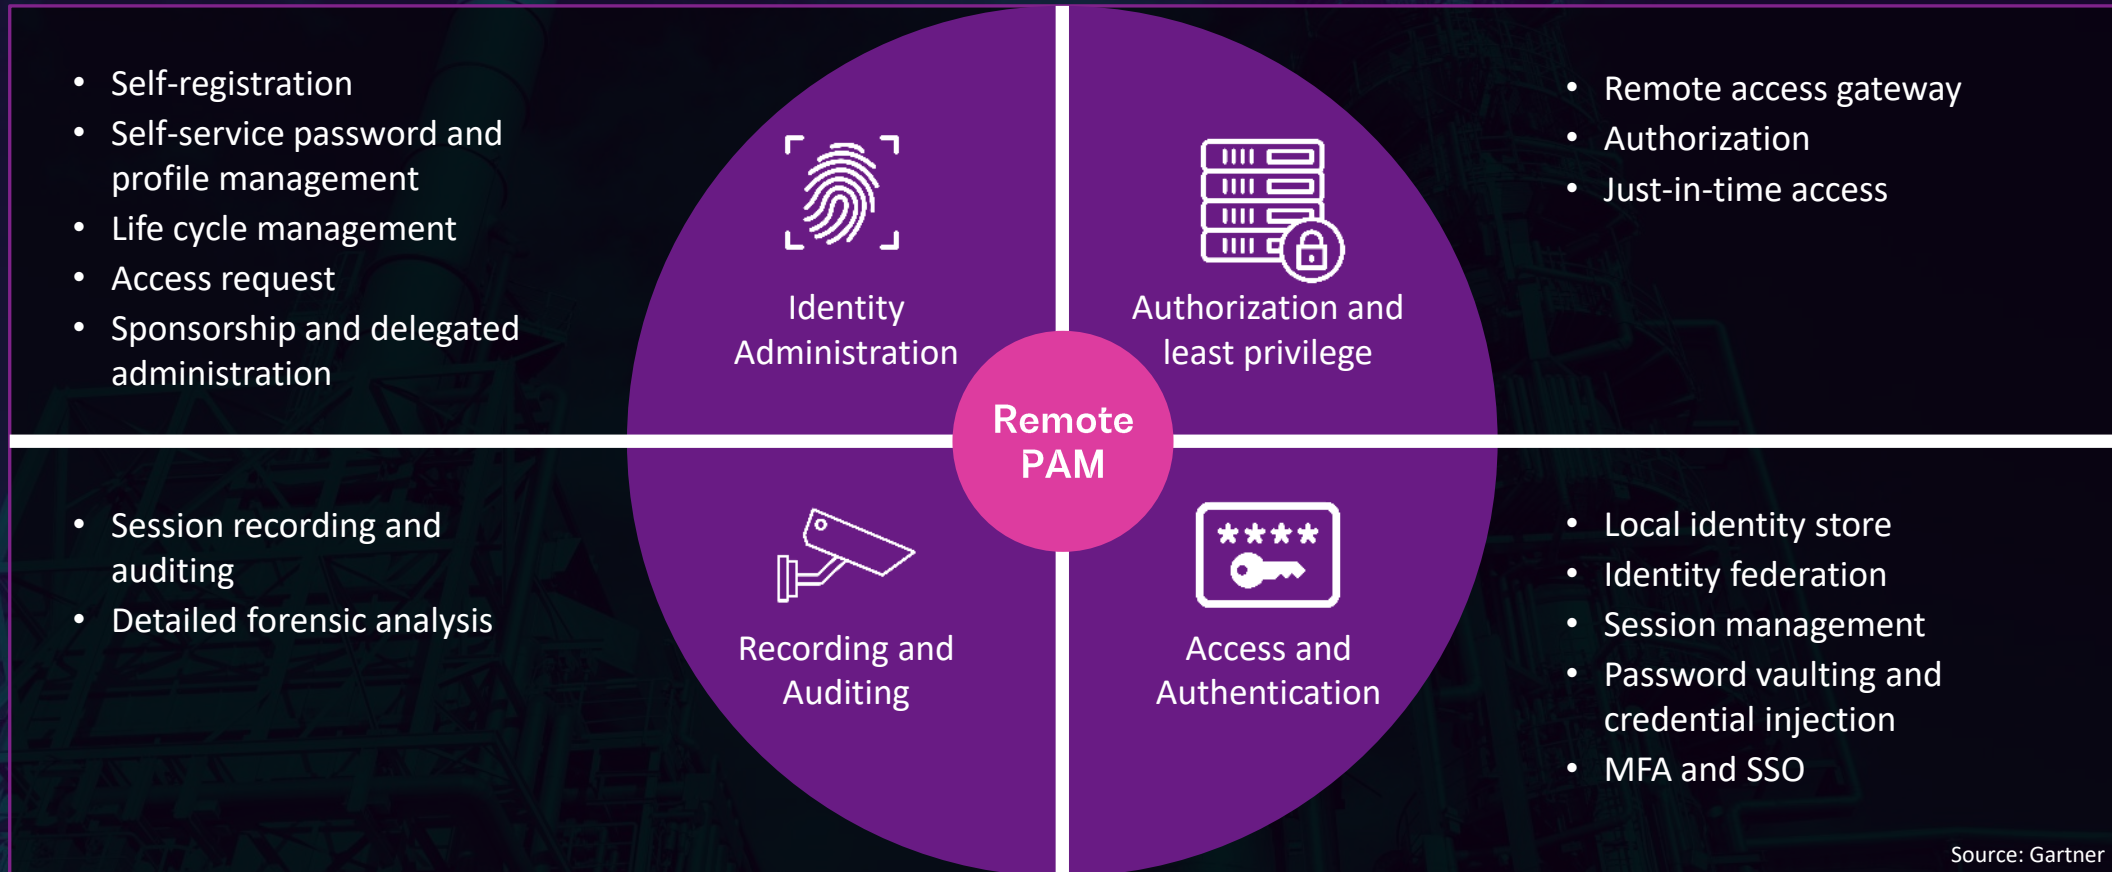 • Self-registration
• Self-service password and
profile management
• Life cycle management
• Access request
• Sponsorship and delegated
administration
Identity
Administration
Authorization and
least privilege
• Remote access gateway
• Authorization
• Just-in-time access
Remote
PAM
• Session recording and
auditing
• Detailed forensic analysis
Recording and
Auditing
Access and
Authentication
• Local identity store
• Identity federation
• Session management
• Password vaulting and
credential injection
• MFA and SSO
****
Source: Gartner